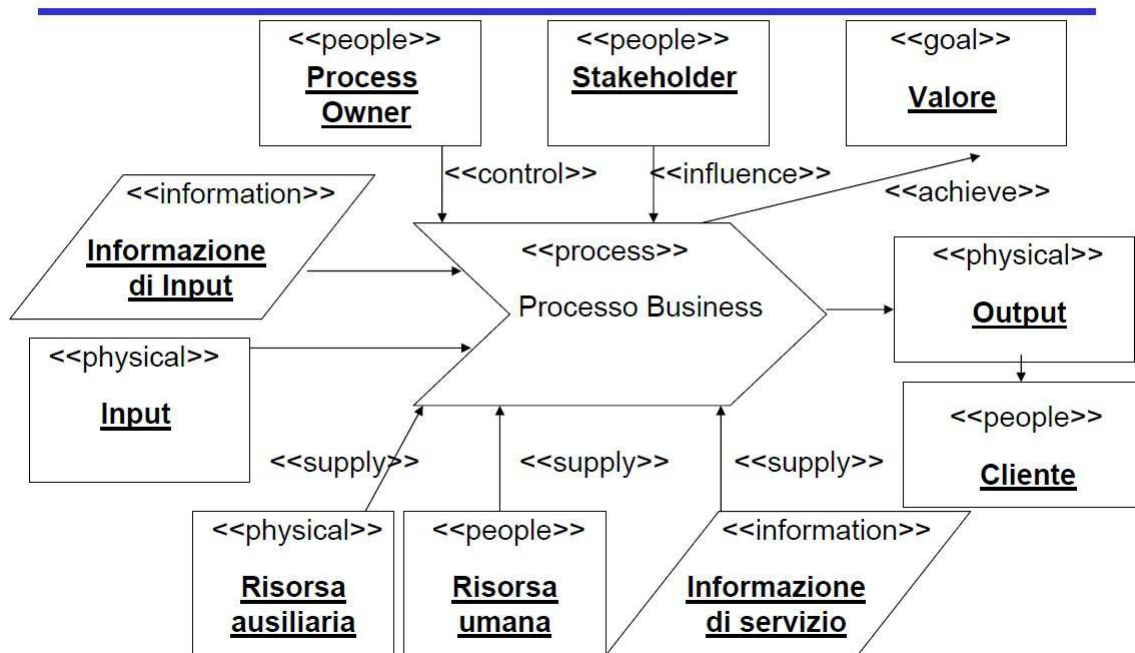 <<people>>
Process
Owner
<<people>>
Stakeholder
<<goal>>
Valore
<<control>>
<<influence>>
<<achieve>>
<<information>>
Informazione
di Input
<<process>>
Processo Business
<<physical>>
Output
<<physical>>
Input
<<people>>
Cliente
<<supply>>
<<supply>>
<<supply>>
<<physical>>
Risorsa
ausiliaria
<<people>>
Risorsa
umana
<<information>>
Informazione
di servizio